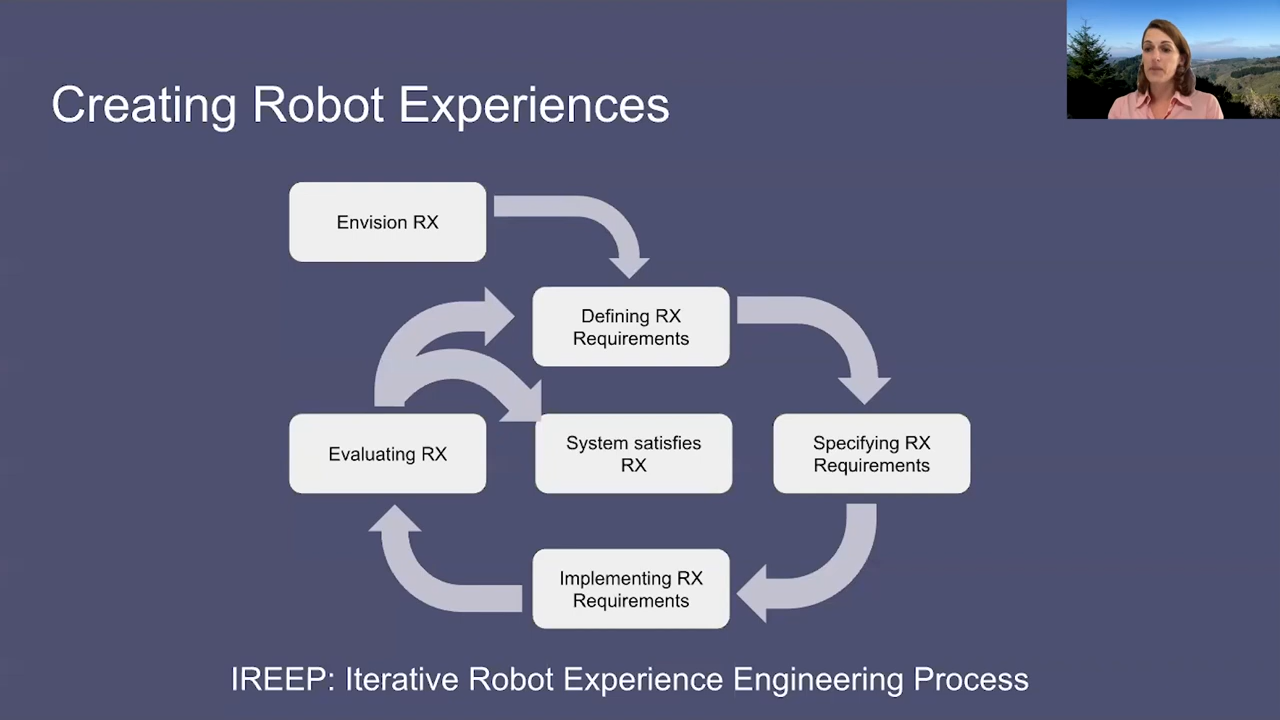 Creating Robot Experiences
Envision RX
Defining RX
Requirements
Evaluating RX
System satisfies
RX
Specifying RX
Requirements
Implementing RX
Requirements
IREEP: Iterative Robot Experience Engineering Process